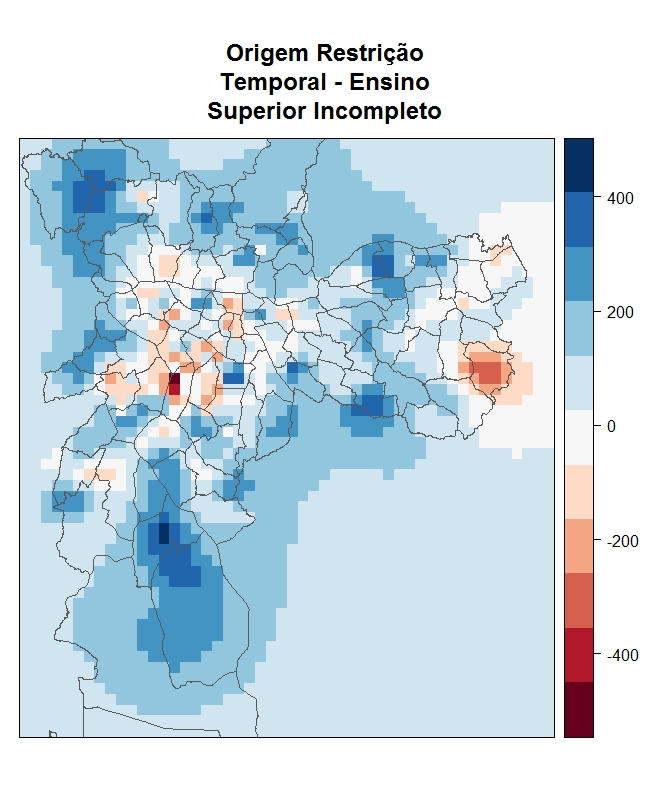 Origem Restrição
Temporal - Ensino
Superior Incompleto
400
200
0
-200
-400